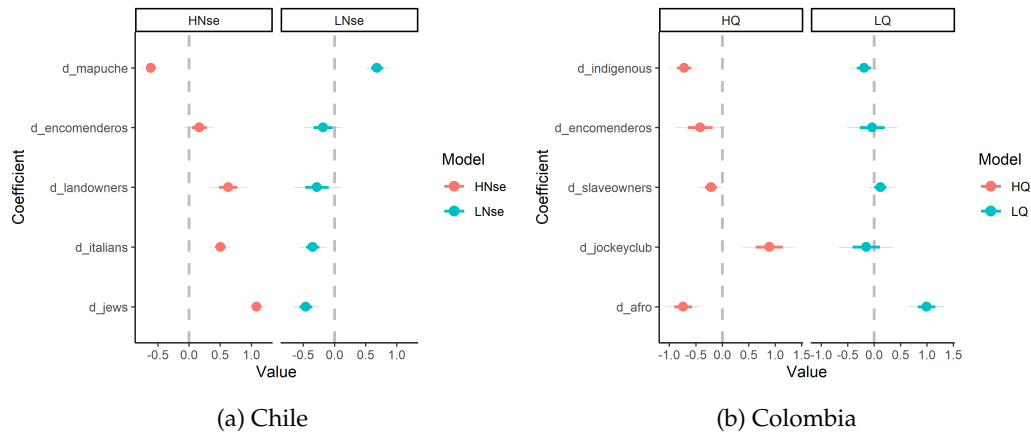 HNse LNse
d_mapuche
d_encomenderos
d_landowners
d_italians
d_jews
Coefficient
-0.5 0.0 0.5 1.0 -0.5 0.0 0.5 1.0
Value
Model
HNse
LNse
(a) Chile
HQ LQ
d_indigenous
d_encomenderos
d_slaveowners
d_jockeyclub
d_afro
Coefficient
-1.0 -0.5 0.0 0.5 1.0 1.5 -1.0 -0.5 0.0 0.5 1.0 1.5
Value
Model
HQ
LQ
(b) Colombia